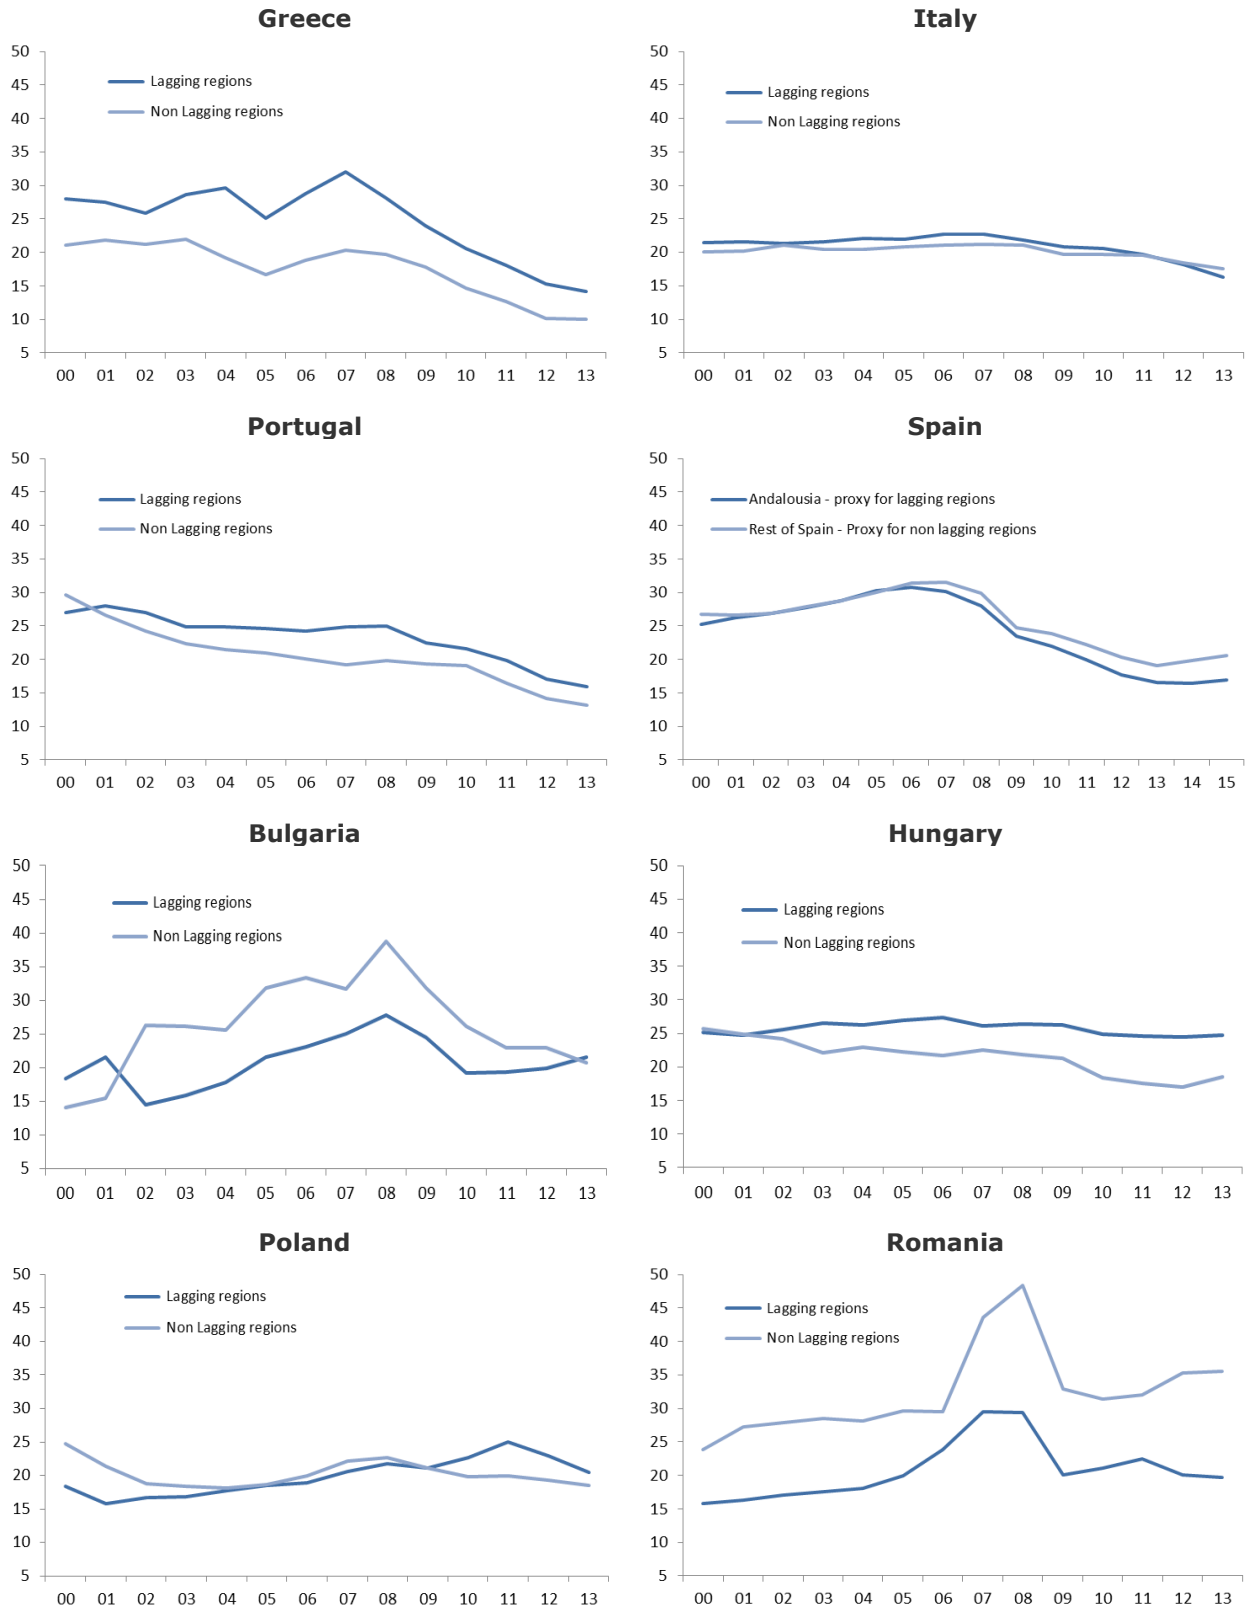 Greece
50
45
40
35
30
25
20
15
10
5
Lagging regions
Non Lagging regions
00 01 02 03 04 05 06 07 08 09 10 11 12 13
Italy
50
45
40
35
30
25
20
15
10
5
Lagging regions
Non Lagging regions
00 01 02 03 04 05 06 07 08 09 10 11 12 13
Portugal
50
45
40
35
30
25
20
15
10
5
Lagging regions
Non Lagging regions
00 01 02 03 04 05 06 07 08 09 10 11 12 13
Spain
50
45
40
35
30
25
20
15
10
5
Andalousia - proxy for lagging regions
Rest of Spain - Proxy for non lagging regions
00 01 02 03 04 05 06 07 08 09 10 11 12 13 14 15
Bulgaria
50
45
40
35
30
25
20
15
10
5
Lagging regions
Non Lagging regions
00 01 02 03 04 05 06 07 08 09 10 11 12 13
Hungary
50
45
40
35
30
25
20
15
10
5
Lagging regions
Non Lagging regions
00 01 02 03 04 05 06 07 08 09 10 11 12 13
Poland
50
45
40
35
30
25
20
15
10
5
Lagging regions
Non Lagging regions
00 01 02 03 04 05 06 07 08 09 10 11 12 13
Romania
50
45
40
35
30
25
20
15
10
5
Lagging regions
Non Lagging regions
00 01 02 03 04 05 06 07 08 09 10 11 12 13